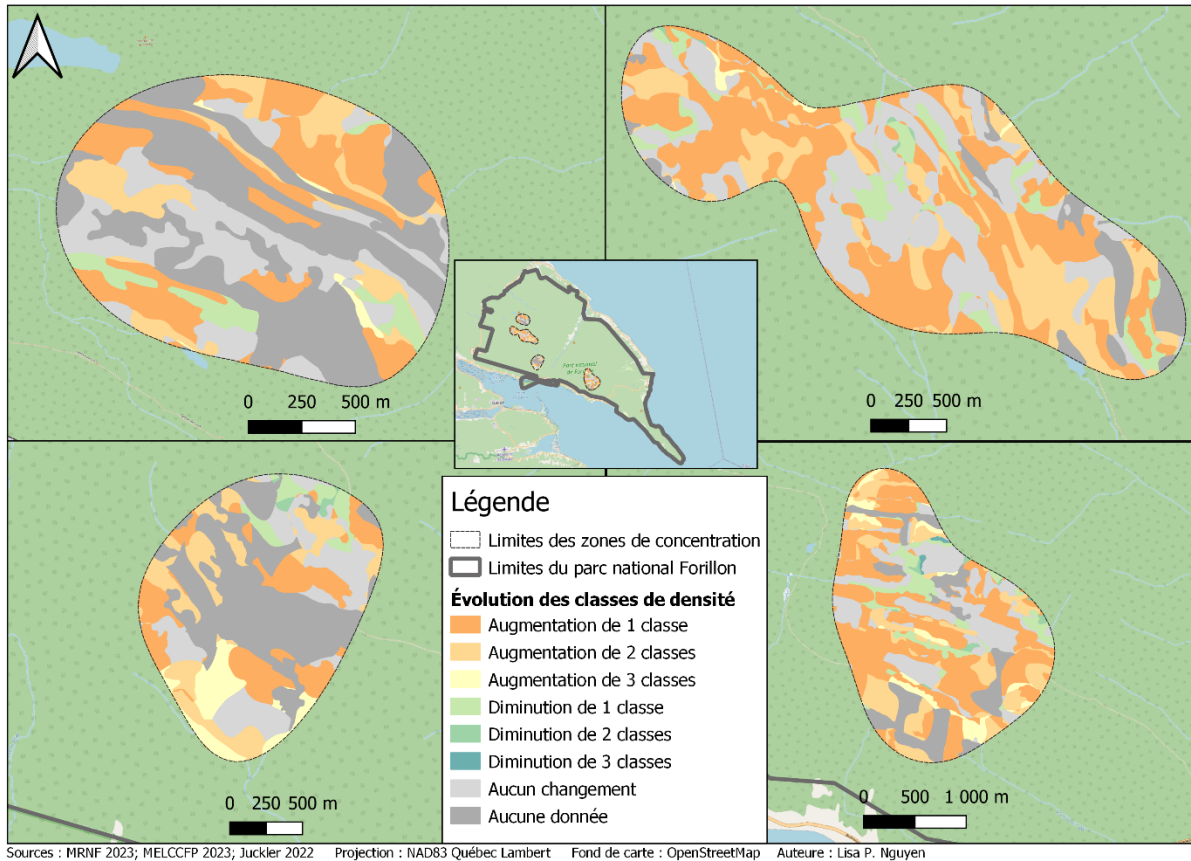 0 250 500 m
0 250 500 m
Parc national
Légende
Limites des zones de concentration
Limites du parc national Forillon
Évolution des classes de densité
Augmentation de 1 classe
Augmentation de 2 classes
Augmentation de 3 classes
Diminution de 1 classe
Diminution de 2 classes
Diminution de 3 classes
Aucun changement
Aucune donnée
0 250 500 m
0 500 1 000 m
Sources : MRNF 2023; MELCCFP 2023; Juckler 2022 Projection : NAD83 Québec Lambert Fond de carte : OpenStreetMap Auteure : Lisa P. Nguyen